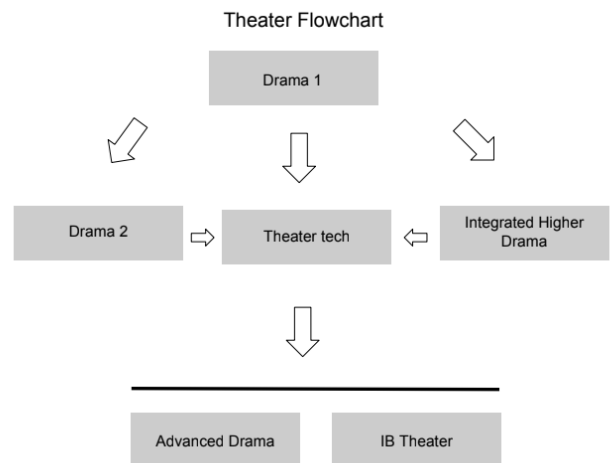 Theater Flowchart
Drama 1
Drama 2
Theater tech
Integrated Higher
Drama
Advanced Drama
IB Theater